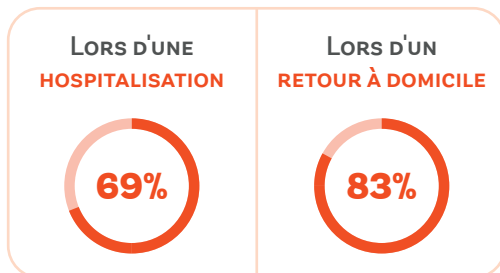 Lors d'une
hospitalisation
69%
Lors d'un
retour à domicile
83%